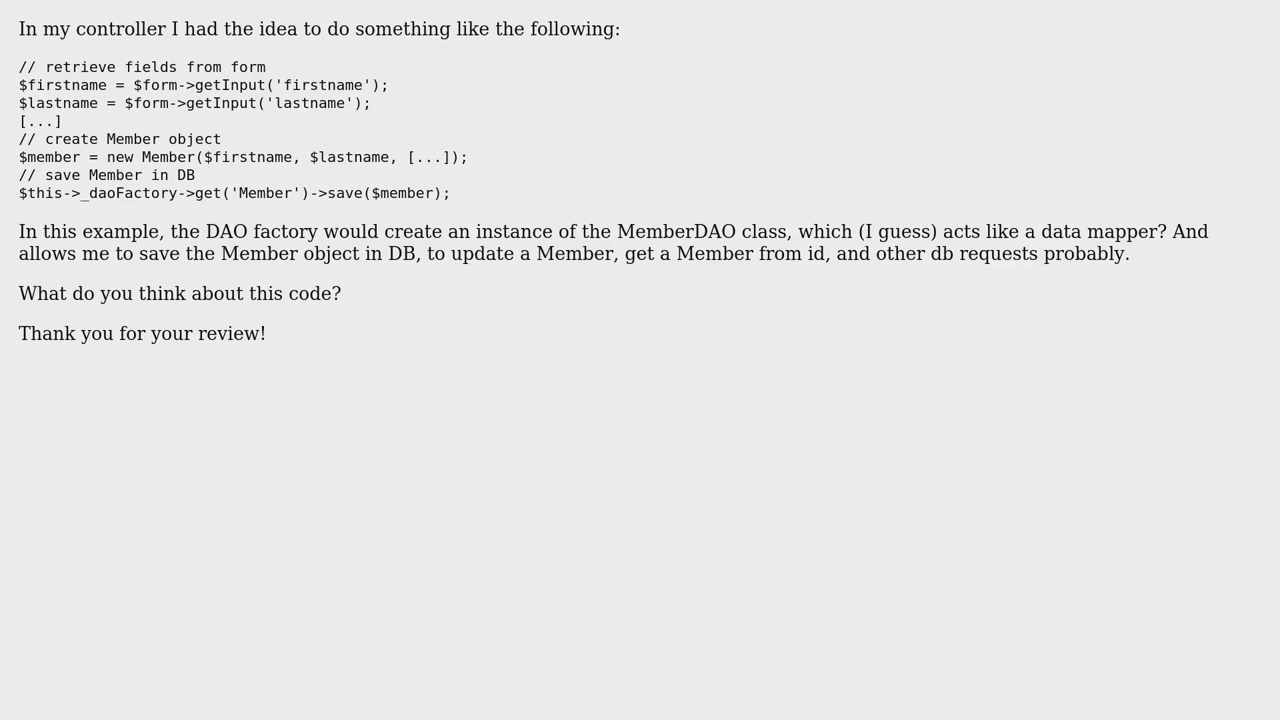 In my controller I had the idea to do something like the following:
// retrieve fields from form
$firstname = $form->getInput('firstname');
$lastname = $form->getInput('lastname');
[...]
// create Member object
$member = new Member($firstname, $lastname, [...]);
// save Member in DB
$this->_daoFactory->get('Member')->save($member);
In this example, the DAO factory would create an instance of the MemberDAO class, which (I guess) acts like a data mapper? And
allows me to save the Member object in DB, to update a Member, get a Member from id, and other db requests probably.
What do you think about this code?
Thank you for your review!